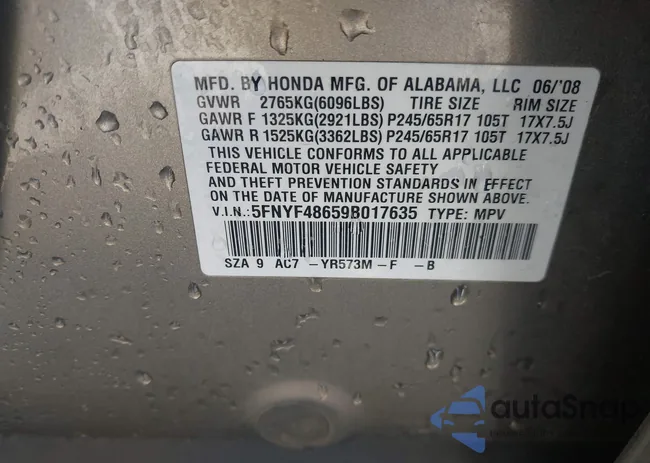 MFD. BY HONDA MFG. OF ALABAMA, LLC 06/'08
GVWR 2765KG(6096LBS) TIRE SIZE RIM SIZE
GAWR F 1325KG(2921LBS) P245/65R17 105T 17X7.5J
GAWR R 1525KG(3362LBS) P245/65R17 105T 17X7.5J
THIS VEHICLE CONFORMS TO ALL APPLICABLE
FEDERAL MOTOR VEHICLE SAFETY
AND THEFT PREVENTION STANDARDS IN EFFECT
ON THE DATE OF MANUFACTURE SHOWN ABOVE.
V.I.N.: 5FNYF48659B017635 TYPE: MPV
SZA 9 AC7 -YR573M-F -B
autoSnap